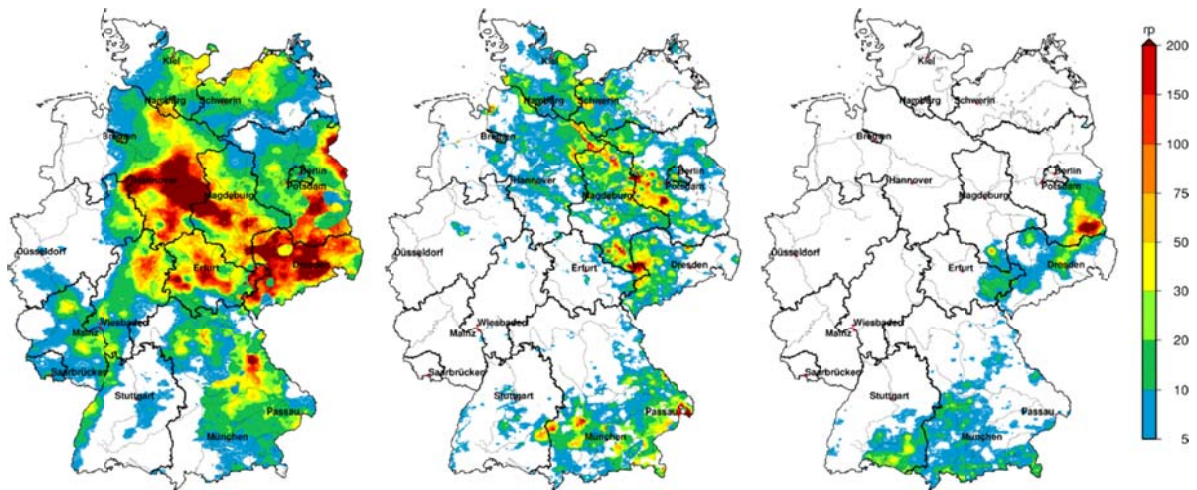 Kiel
Hamburg
Schwerin
Bremen
Hannover
Berlin
Potsdam
Magdeburg
Düsseldorf
Erfurt
Dresden
Wiesbaden
Mainz
Saarbrücken
Stuttgart
Passau
München
Kiel
Hamburg
Schwerin
Bremen
Hannover
Berlin
Potsdam
Magdeburg
Düsseldorf
Erfurt
Dresden
Wiesbaden
Mainz
Saarbrücken
Stuttgart
Passau
München
Kiel
Hamburg
Schwerin
Bremen
Hannover
Berlin
Potsdam
Magdeburg
Düsseldorf
Erfurt
Dresden
Wiesbaden
Mainz
Saarbrücken
Stuttgart
Passau
München
rp
200
150
100
75
50
30
20
10
5